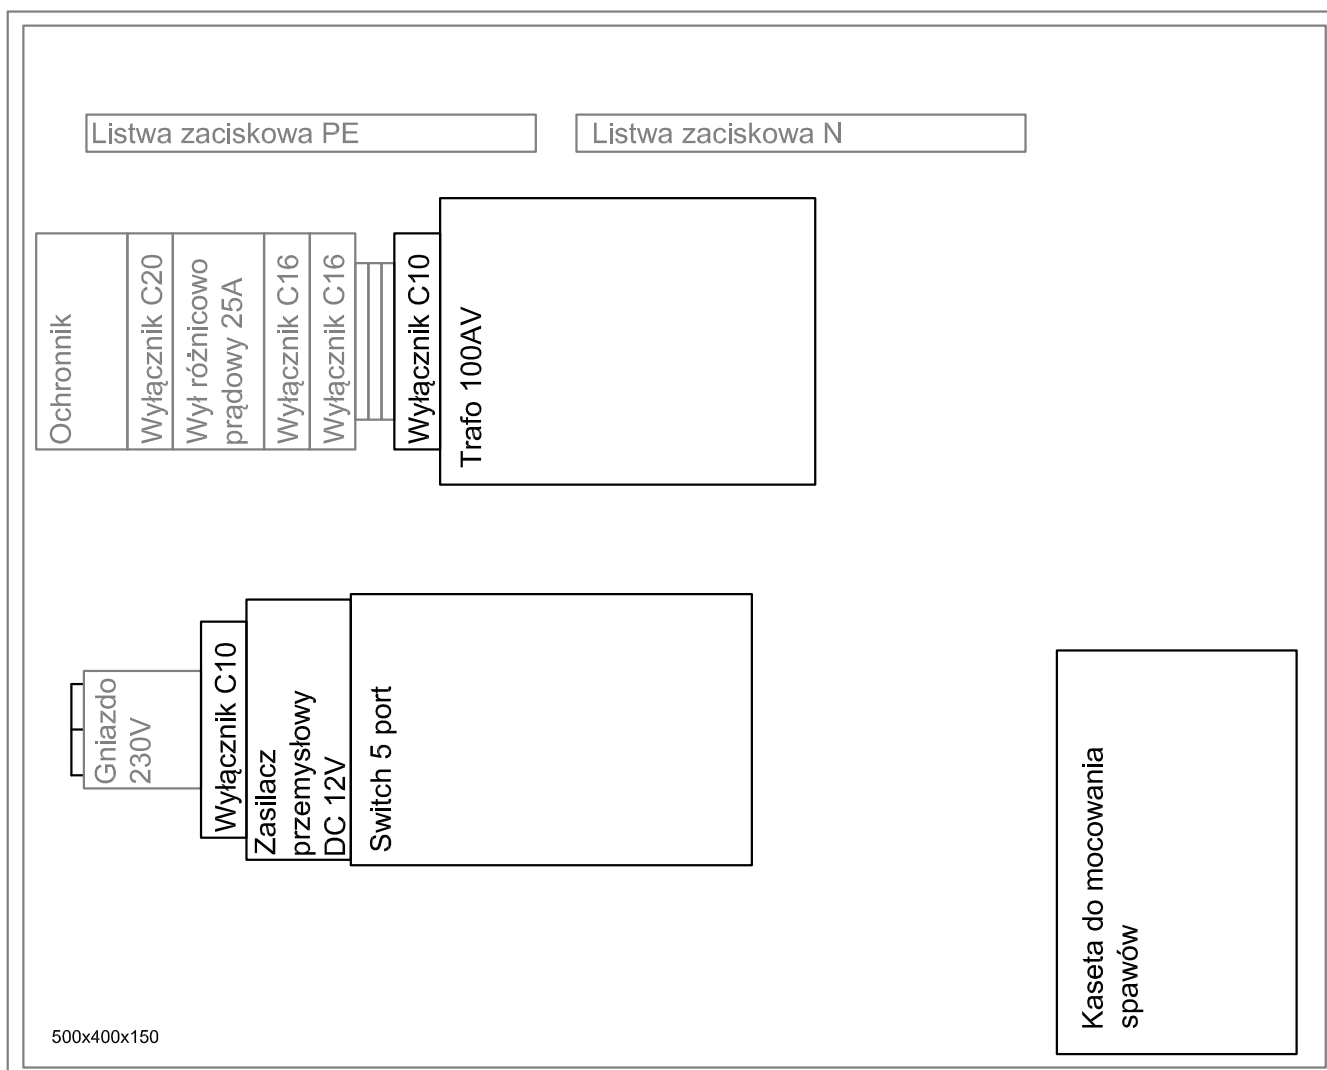 Listwa zaciskowa PE
Listwa zaciskowa N
Ochronnik
Wyłącznik C20
Wył różnicowo
prądowy 25A
Wyłącznik C16
Wyłącznik C16
Wyłącznik C10
Trafo 100AV
Gniazdo
230V
Wyłącznik C10
Zasilacz
przemysłowy
DC 12V
Switch 5 port
Kaseta do mocowania
spawów
500x400x150